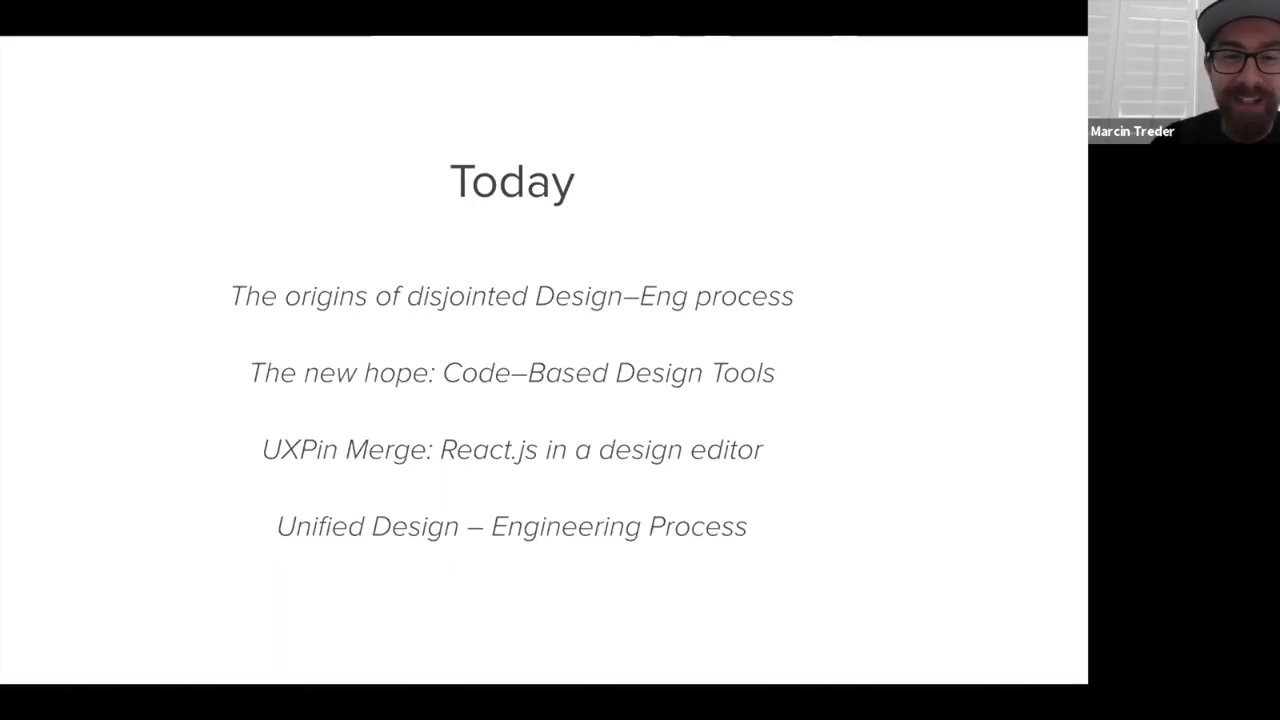 Today
The origins of disjointed Design–Eng process
The new hope: Code–Based Design Tools
UXPin Merge: React.js in a design editor
Unified Design – Engineering Process
Marcin Treder